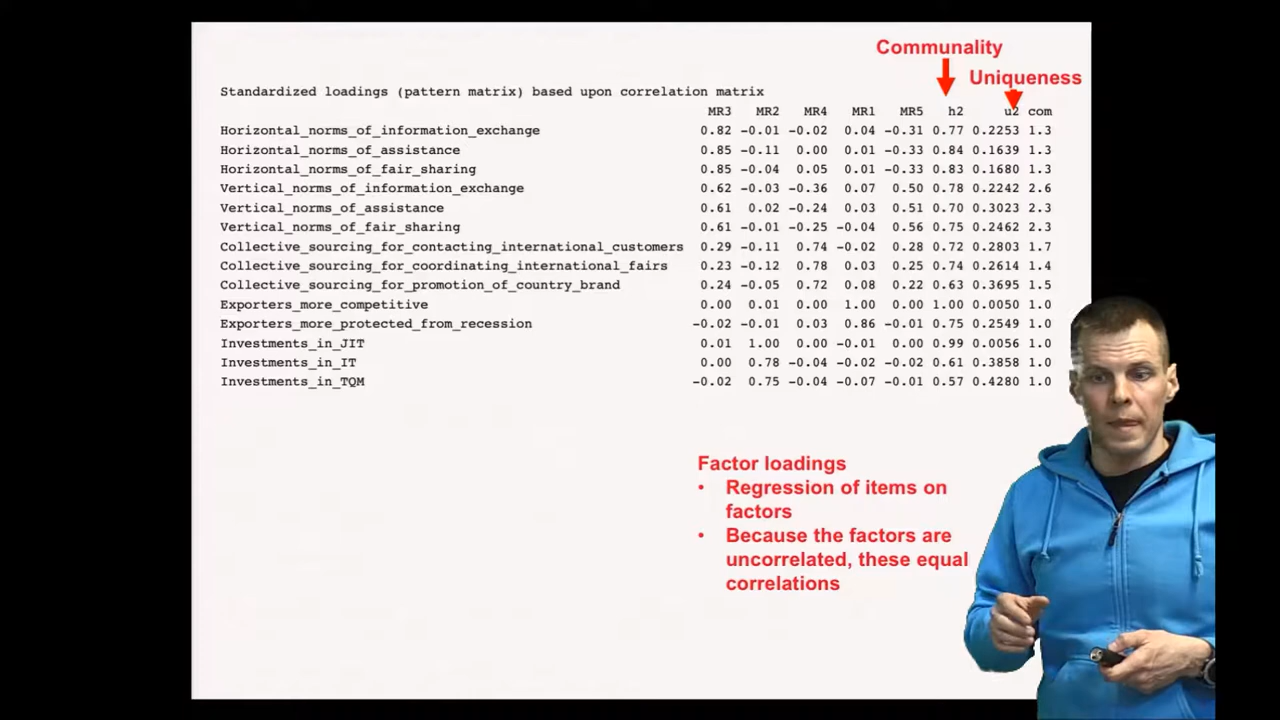 Communality
Uniqueness
Standardized loadings (pattern matrix) based upon correlation matrix
MR3 MR2 MR4 MR1 MR5 h2 u2 com
Horizontal_norms_of_information_exchange 0.82 -0.01 -0.02 0.04 -0.31 0.77 0.2253 1.3
Horizontal_norms_of_assistance 0.85 -0.11 0.00 0.01 -0.33 0.84 0.1639 1.3
Horizontal_norms_of_fair_sharing 0.85 -0.04 0.05 0.01 -0.33 0.83 0.1680 1.3
Vertical_norms_of_information_exchange 0.62 -0.03 -0.36 0.07 0.50 0.78 0.2242 2.6
Vertical_norms_of_assistance 0.61 0.02 -0.24 0.03 0.51 0.70 0.3023 2.3
Vertical_norms_of_fair_sharing 0.61 -0.01 -0.25 -0.04 0.56 0.75 0.2462 2.3
Collective_sourcing_for_contacting_international_customers 0.29 -0.11 0.74 -0.02 0.28 0.72 0.2803 1.7
Collective_sourcing_for_coordinating_international_fairs 0.23 -0.12 0.78 0.03 0.25 0.74 0.2614 1.4
Collective_sourcing_for_promotion_of_country_brand 0.24 -0.05 0.72 0.08 0.22 0.63 0.3695 1.5
Exporters_more_competitive 0.00 0.01 0.00 1.00 0.00 1.00 0.0050 1.0
Exporters_more_protected_from_recession -0.02 -0.01 0.03 0.86 -0.01 0.75 0.2549 1.0
Investments_in_JIT 0.01 1.00 0.00 -0.01 0.00 0.99 0.0056 1.0
Investments_in_IT 0.00 0.78 -0.04 -0.02 -0.02 0.61 0.3858 1.0
Investments_in_TQM -0.02 0.75 -0.04 -0.07 -0.01 0.57 0.4280 1.0
Factor loadings
• Regression of items on
factors
• Because the factors are
uncorrelated, these equal
correlations